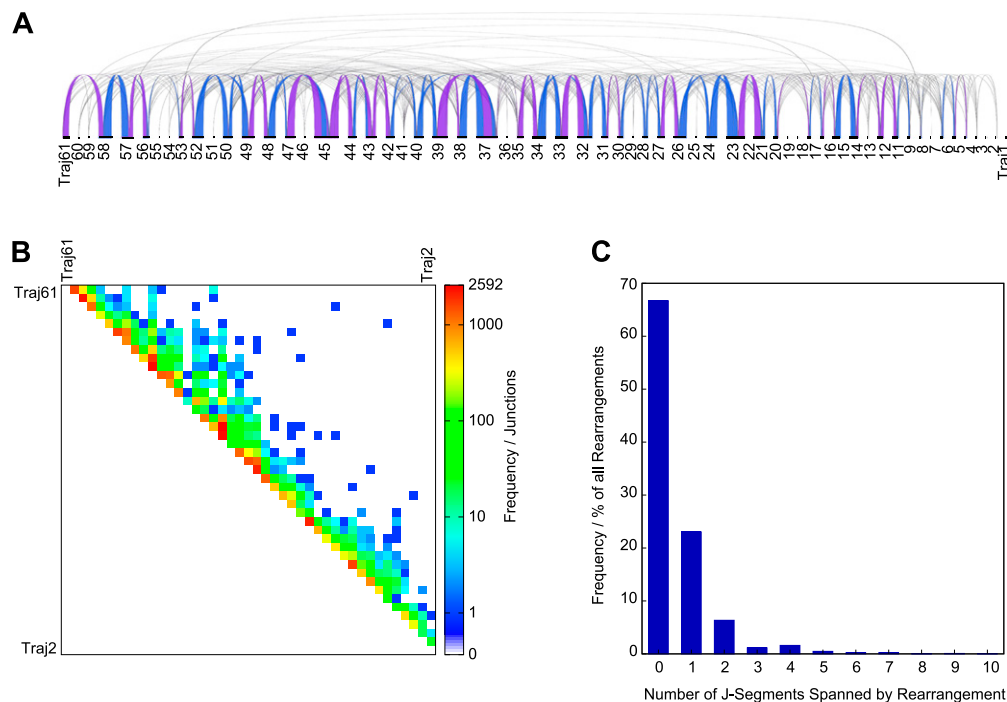 A
Traj61 60 59 58 57 56 55 54 53 52 51 50 49 48 47 46 45 44 43 42 41 40 39 38 37 36 35 34 33 32 31 30 29 28 27 26 25 24 23 22 21 20 19 18 17 16 15 14 13 12 11 9 8 7 6 5 4 3 2 Traj1
B
Traj61
Traj2
Traj61
Traj2
2592
1000
100
10
1
0
Frequency / Junctions
C
70
60
50
40
30
20
10
0
Frequency / % of all Rearrangements
0 1 2 3 4 5 6 7 8 9 10
Number of J-Segments Spanned by Rearrangement